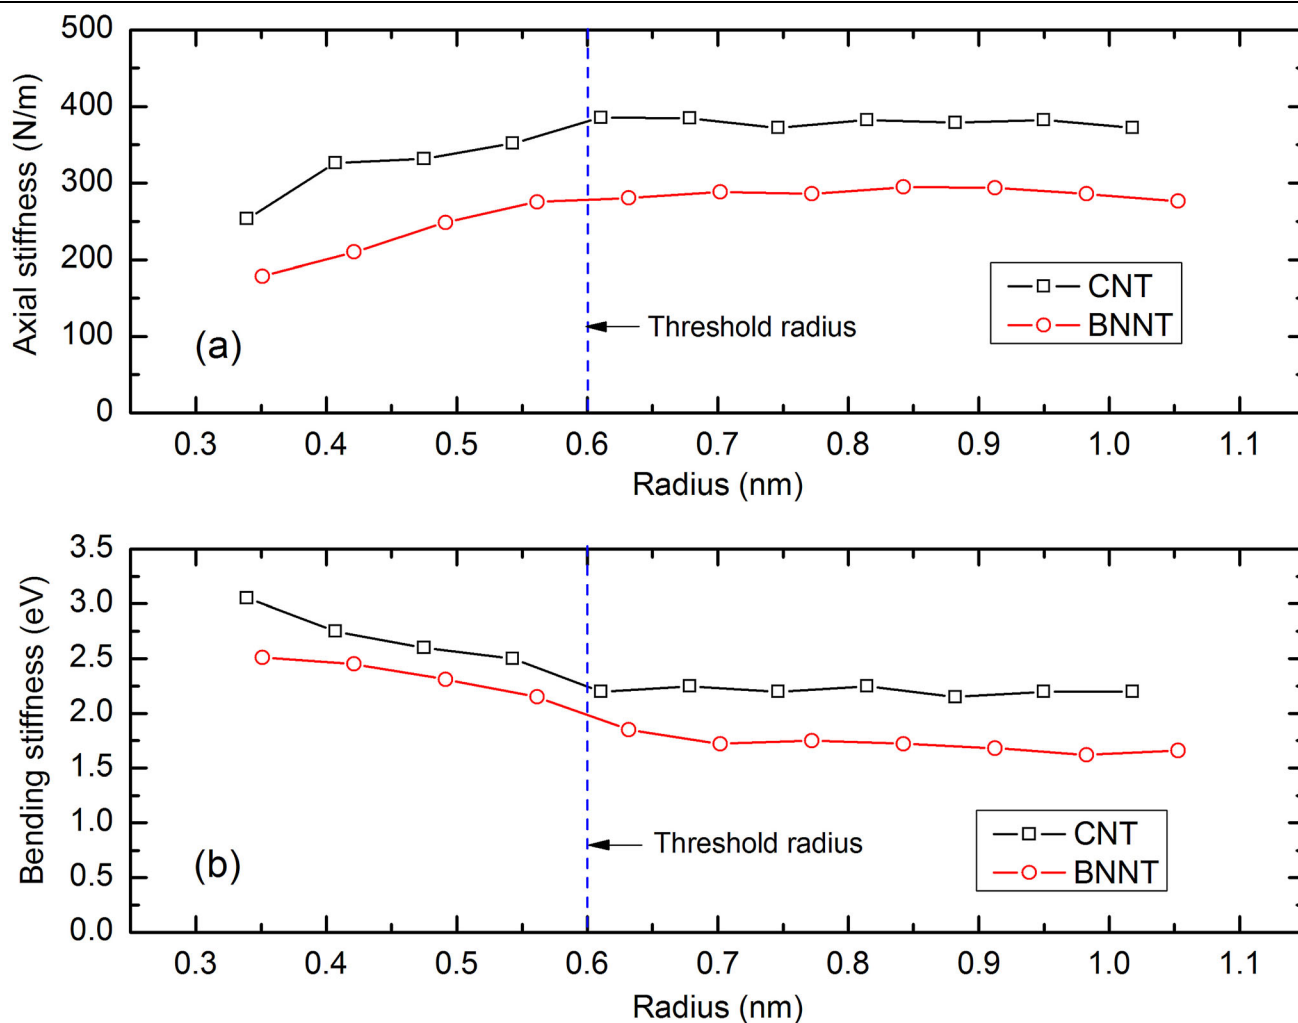 500
400
300
200
100
0
Axial stiffness (N/m)
(a)
Threshold radius
CNT
BNNT
0.3 0.4 0.5 0.6 0.7 0.8 0.9 1.0 1.1
Radius (nm)
3.5
3.0
2.5
2.0
1.5
1.0
0.5
0.0
Bending stiffness (eV)
(b)
Threshold radius
CNT
BNNT
0.3 0.4 0.5 0.6 0.7 0.8 0.9 1.0 1.1
Radius (nm)